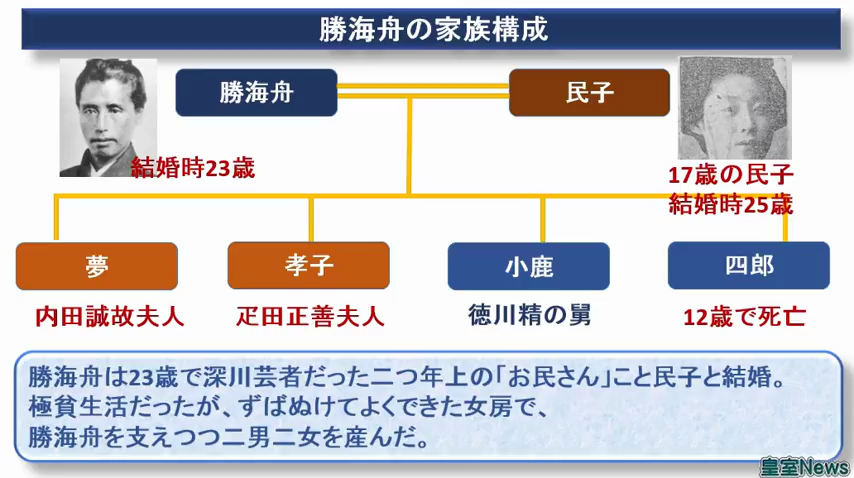 勝海舟の家族構成
勝海舟
民子
結婚時23歳
17歳の民子
結婚時25歳
夢
孝子
小鹿
四郎
内田誠故夫人
疋田正善夫人
徳川精の舅
12歳で死亡
勝海舟は23歳で深川芸者だった二つ年上の「お民さん」こと民子と結婚。
極貧生活だったが、ずばぬけてよくできた女房で、
勝海舟を支えつつ二男二女を産んだ。
皇室News